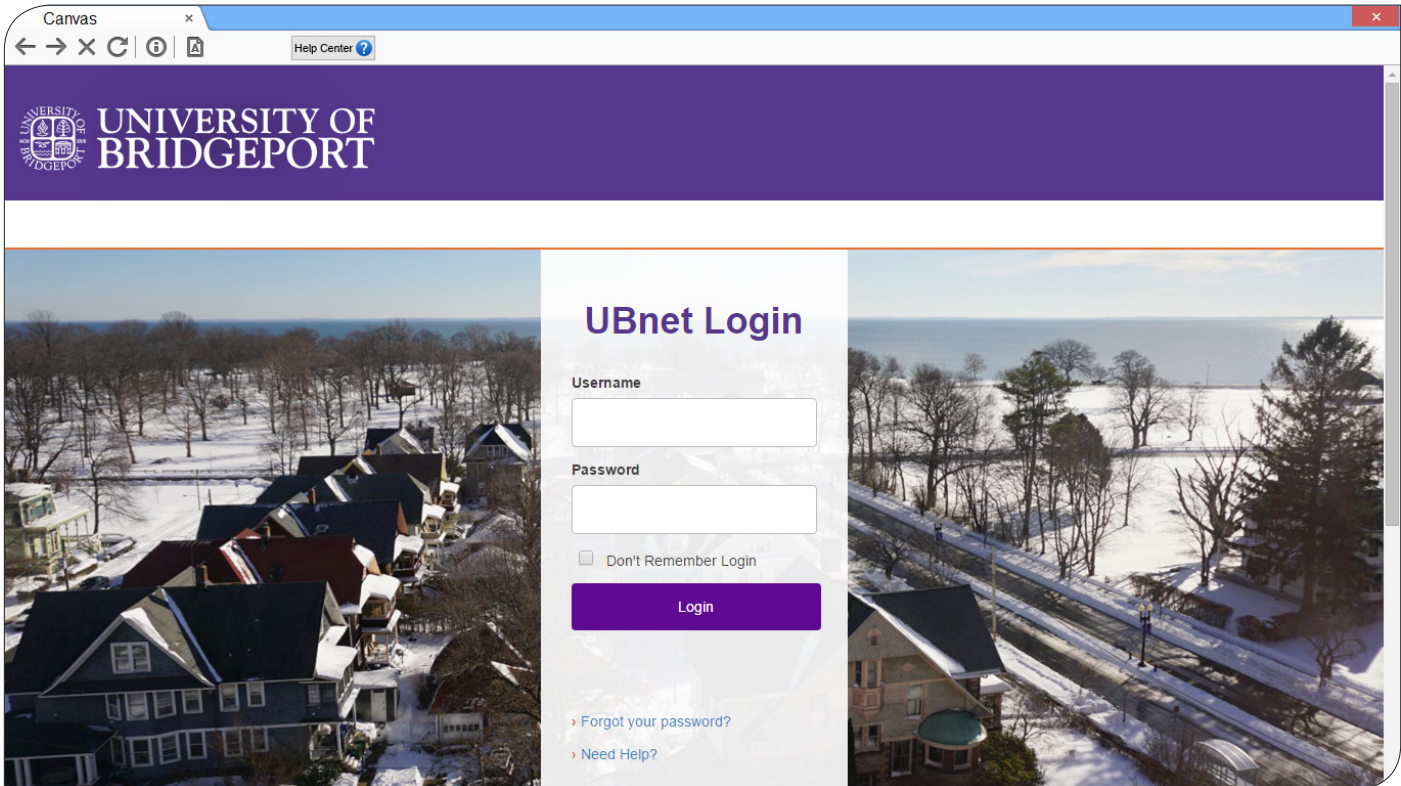 Canvas
Help Center
UNIVERSITY OF
BRIDGEPORT
UBnet Login
Username
Password
Don't Remember Login
Login
› Forgot your password?
› Need Help?